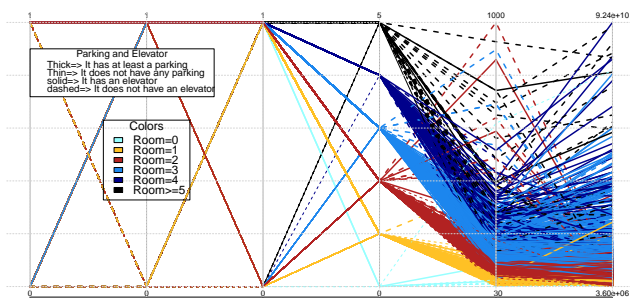 1 1 1 5 1000 9.24e+10
Parking and Elevator
Thick=> It has at least a parking
Thin=> It does not have any parking
solid=> It has an elevator
dashed=> It does not have an elevator
Colors
Room=0
Room=1
Room=2
Room=3
Room=4
Room>=5
0 0 0 0 30 3.60e+06